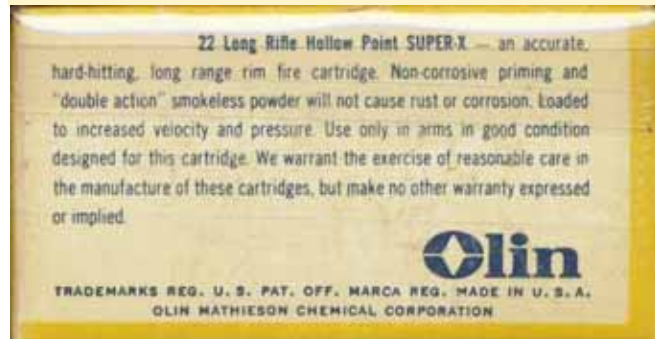 22 Long Rifle Hollow Point SUPER-X — an accurate,
hard-hitting, long range rim fire cartridge. Non-corrosive priming and
"double action" smokeless powder will not cause rust or corrosion. Loaded
to increased velocity and pressure. Use only in arms in good condition
designed for this cartridge. We warrant the exercise of reasonable care in
the manufacture of these cartridges, but make no other warranty expressed
or implied.
Olin
TRADEMARKS REG. U. S. PAT. OFF. MARCA REG. MADE IN U. S. A.
OLIN MATHIESON CHEMICAL CORPORATION